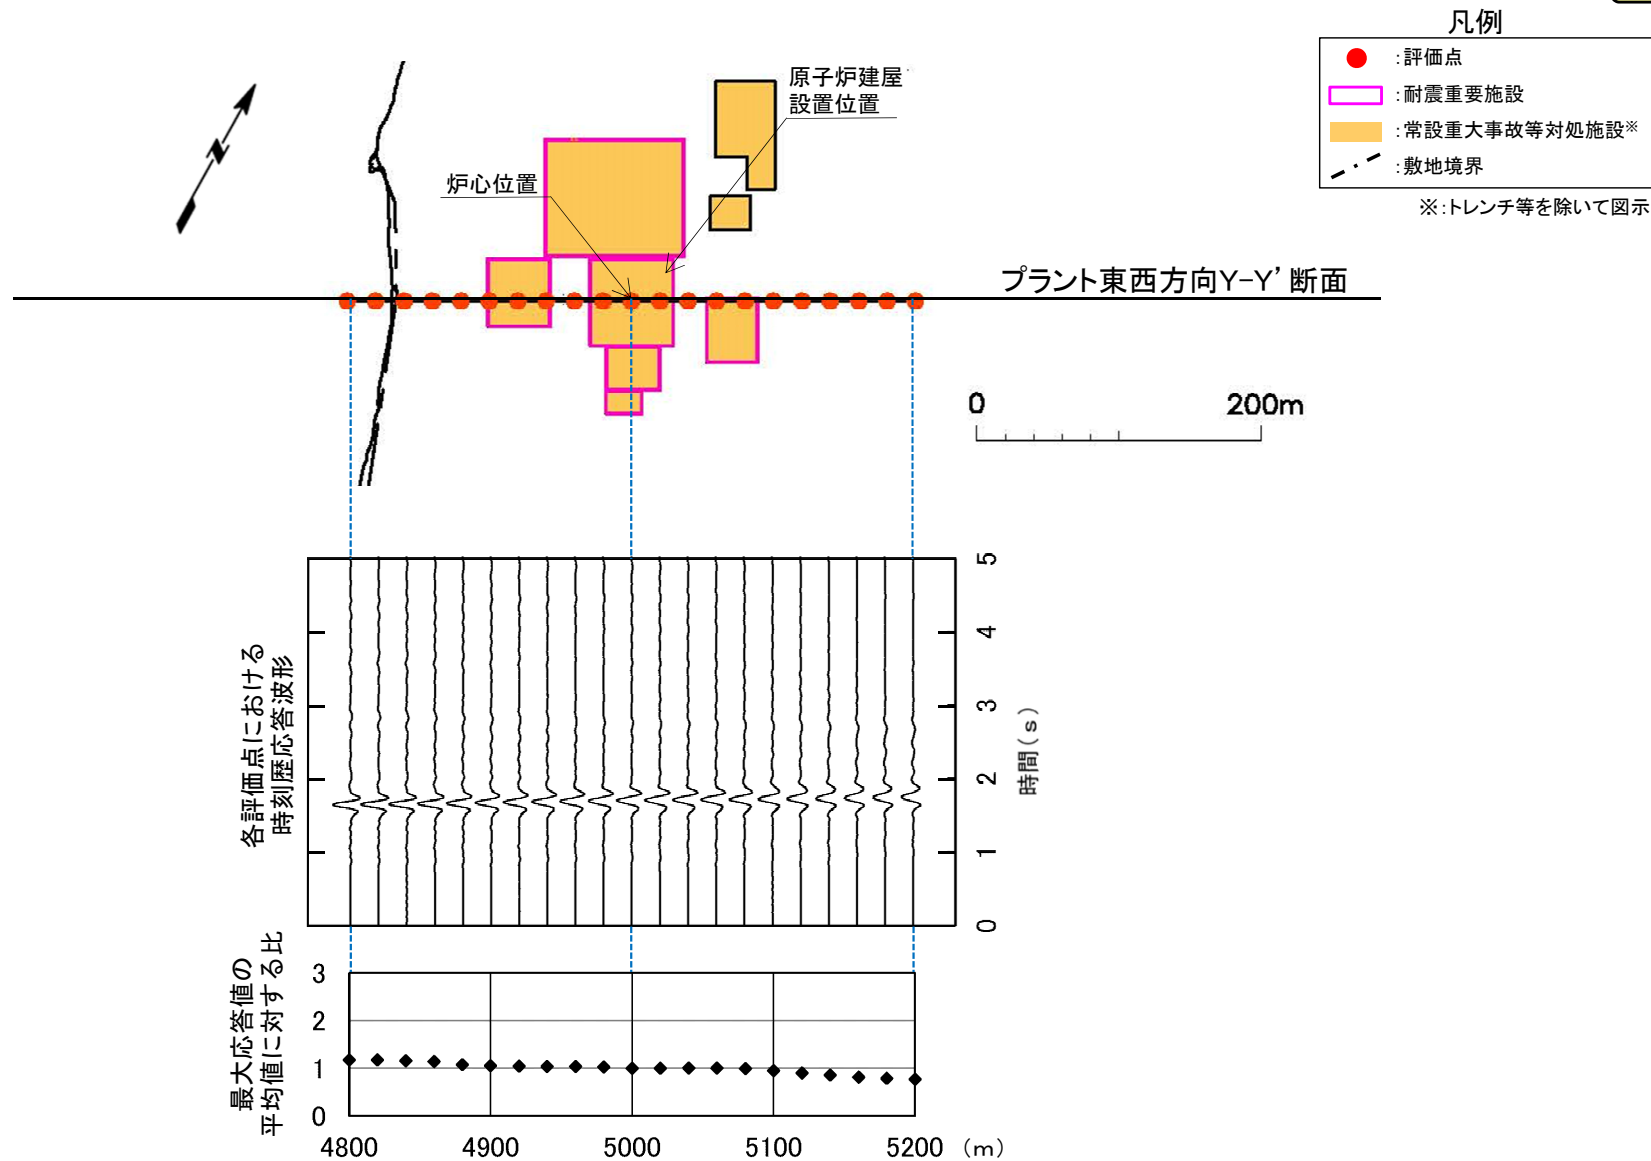 凡例
:評価点
:耐震重要施設
:常設重大事故等対処施設※
:敷地境界
※:トレンチ等を除いて図示
N
原子炉建屋
設置位置
炉心位置
プラント東西方向Y-Y’断面
0 200m
各評価点における
時刻歴応答波形
5
4
3
2
1
0
時間(s)
最大応答値の
平均値に対する比
3
2
1
0
4800 4900 5000 5100 5200 (m)